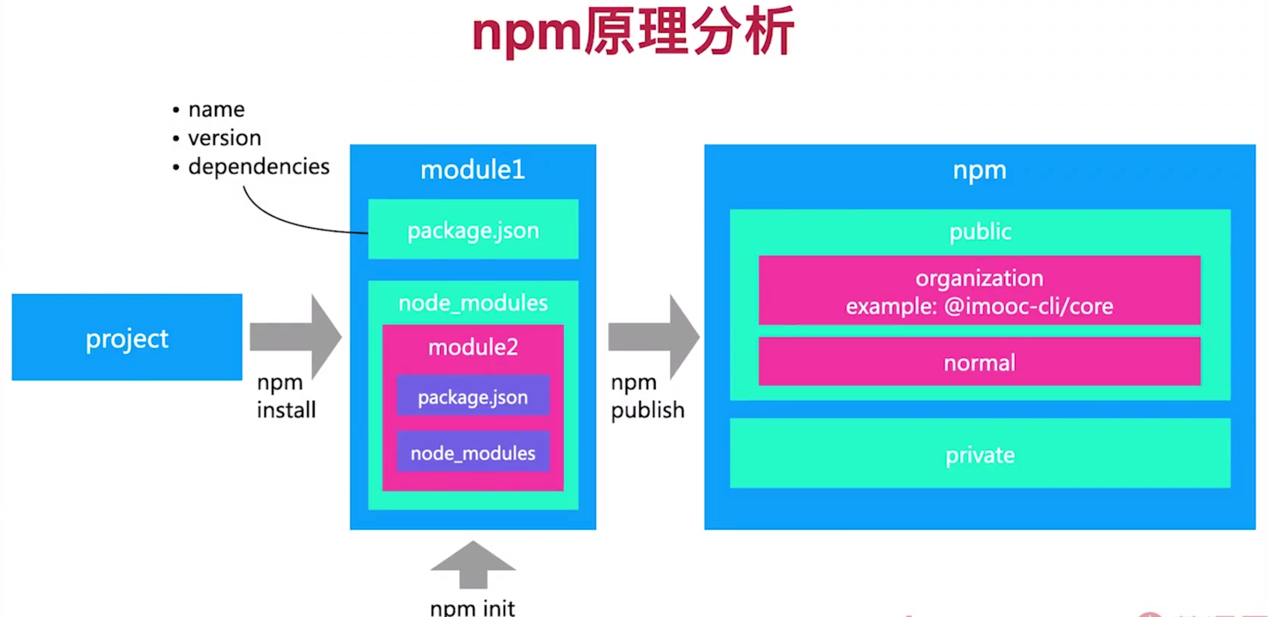 npm原理分析
• name
• version
• dependencies
module1
package.json
node_modules
module2
package.json
node_modules
project
npm
install
npm init
npm
publish
npm
public
organization
example: @imooc-cli/core
normal
private